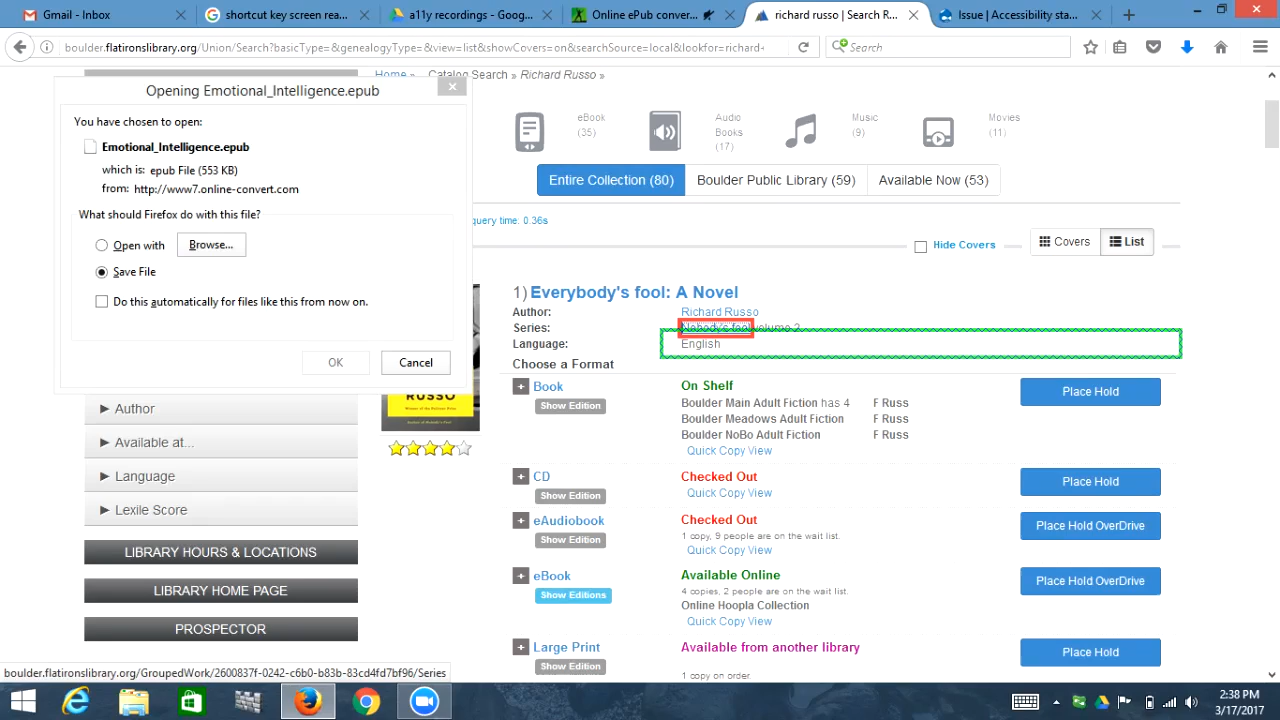 Gmail - Inbox
shortcut key screen rea...
a11y recordings - Goog...
Online ePub conver...
richard russo | Search R...
Issue | Accessibility sta...
boulder.flatironslibrary.org/Union/Search?basicType=&genealogyType=&view=list&showCovers=on&searchSource=local&lookfor=richard-
Search
Home » Catalog Search » Richard Russo »
Opening Emotional_Intelligence.epub
You have chosen to open:
Emotional_Intelligence.epub
which is: epub File (553 KB)
from: http://www7.online-convert.com
What should Firefox do with this file?
Open with Browse...
Save File
Do this automatically for files like this from now on.
OK Cancel
eBook
(35)
Audio
Books
(17)
Music
(9)
Movies
(11)
Entire Collection (80) Boulder Public Library (59) Available Now (53)
query time: 0.36s
Hide Covers Covers List
1) Everybody's fool: A Novel
Author: Richard Russo
Series: Nobody's fool volume 2
Language: English
Choose a Format
Book On Shelf Place Hold
Show Edition Boulder Main Adult Fiction has 4 F Russ
Boulder Meadows Adult Fiction F Russ
Boulder NoBo Adult Fiction F Russ
Quick Copy View
CD Checked Out Place Hold
Show Edition Quick Copy View
eAudiobook Checked Out Place Hold OverDrive
Show Edition 1 copy, 9 people are on the wait list.
Quick Copy View
eBook Available Online Place Hold OverDrive
Show Editions 4 copies, 2 people are on the wait list.
Online Hoopla Collection
Quick Copy View
Large Print Available from another library Place Hold
Show Edition 1 copy on order.
RUSSO
Author
Available at...
Language
Lexile Score
LIBRARY HOURS & LOCATIONS
LIBRARY HOME PAGE
PROSPECTOR
boulder.flatironslibrary.org/GroupedWork/2600837f-0242-c6b0-b83b-83cd4fd7bf96/Series
2:38 PM
3/17/2017